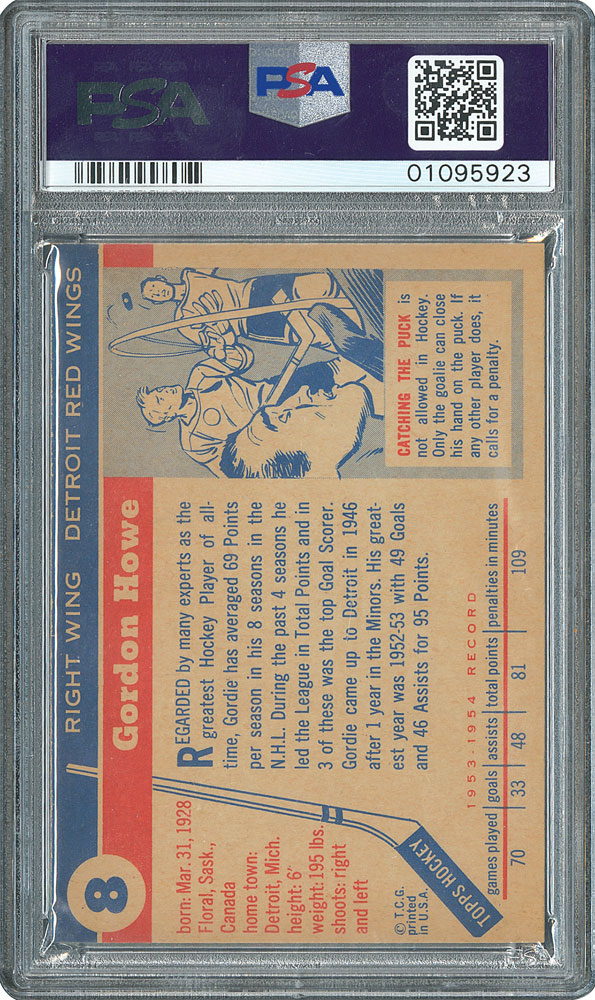 PSA
PSA
01095923
8
RIGHT WING DETROIT RED WINGS
Gordon Howe
born: Mar. 31, 1928
Floral, Sask.,
Canada
home town:
Detroit, Mich.
height: 6'
weight: 195 lbs.
shoots: right
and left
© T.C.G.
printed
in U.S.A.
TOPPS HOCKEY
REGARDED by many experts as the
greatest Hockey Player of all-
time, Gordie has averaged 69 Points
per season in his 8 seasons in the
N.H.L. During the past 4 seasons he
led the League in Total Points and in
3 of these was the top Goal Scorer.
Gordie came up to Detroit in 1946
after 1 year in the Minors. His great-
est year was 1952-53 with 49 Goals
and 46 Assists for 95 Points.
CATCHING THE PUCK is
not allowed in Hockey.
Only the goalie can close
his hand on the puck. If
any other player does, it
calls for a penalty.
1953-1954 RECORD
games played goals assists total points penalties in minutes
70 33 48 81 109
PSA